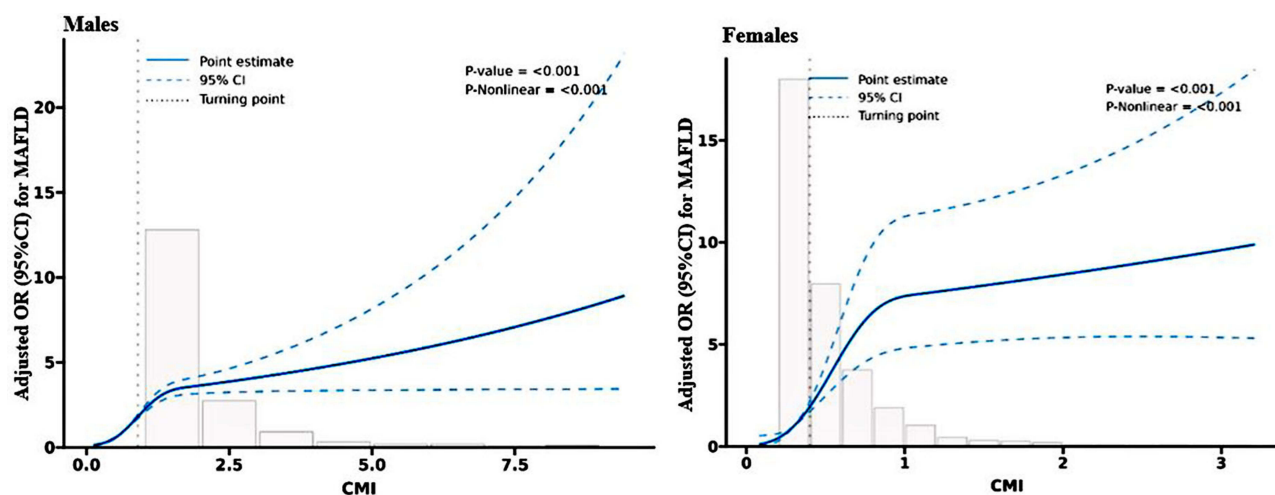 Males
Point estimate
95% CI
Turning point
P-value = <0.001
P-Nonlinear = <0.001
Adjusted OR (95%CI) for MAFLD
20
15
10
5
0
0.0
2.5
5.0
7.5
CMI
Females
Point estimate
95% CI
Turning point
P-value = <0.001
P-Nonlinear = <0.001
Adjusted OR (95%CI) for MAFLD
15
10
5
0
0
1
2
3
CMI